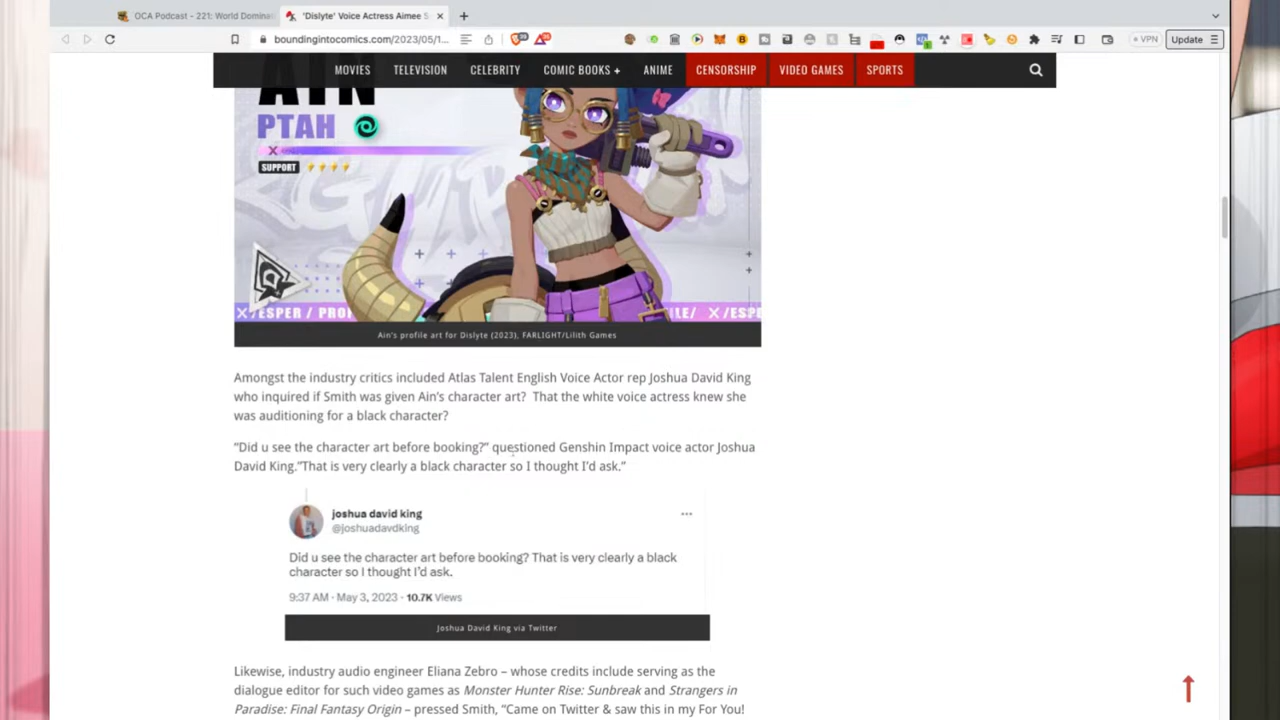 OCA Podcast - 221: World Domina
'Dislyte' Voice Actress Aimee S
boundingintocomics.com/2023/05/1...
VPN
Update
MOVIES
TELEVISION
CELEBRITY
COMIC BOOKS +
ANIME
CENSORSHIP
VIDEO GAMES
SPORTS
AIN
PTAH
SUPPORT
X/ESPER / PROF
ILE/ X/ESP
Ain's profile art for Dislyte (2023), FARLIGHT/Lilith Games
Amongst the industry critics included Atlas Talent English Voice Actor rep Joshua David King
who inquired if Smith was given Ain's character art?  That the white voice actress knew she
was auditioning for a black character?
"Did u see the character art before booking?" questioned Genshin Impact voice actor Joshua
David King."That is very clearly a black character so I thought I'd ask."
joshua david king
@joshuadavdking
Did u see the character art before booking? That is very clearly a black
character so I thought I'd ask.
9:37 AM · May 3, 2023 · 10.7K Views
Joshua David King via Twitter
Likewise, industry audio engineer Eliana Zebro – whose credits include serving as the
dialogue editor for such video games as Monster Hunter Rise: Sunbreak and Strangers in
Paradise: Final Fantasy Origin – pressed Smith, "Came on Twitter & saw this in my For You!